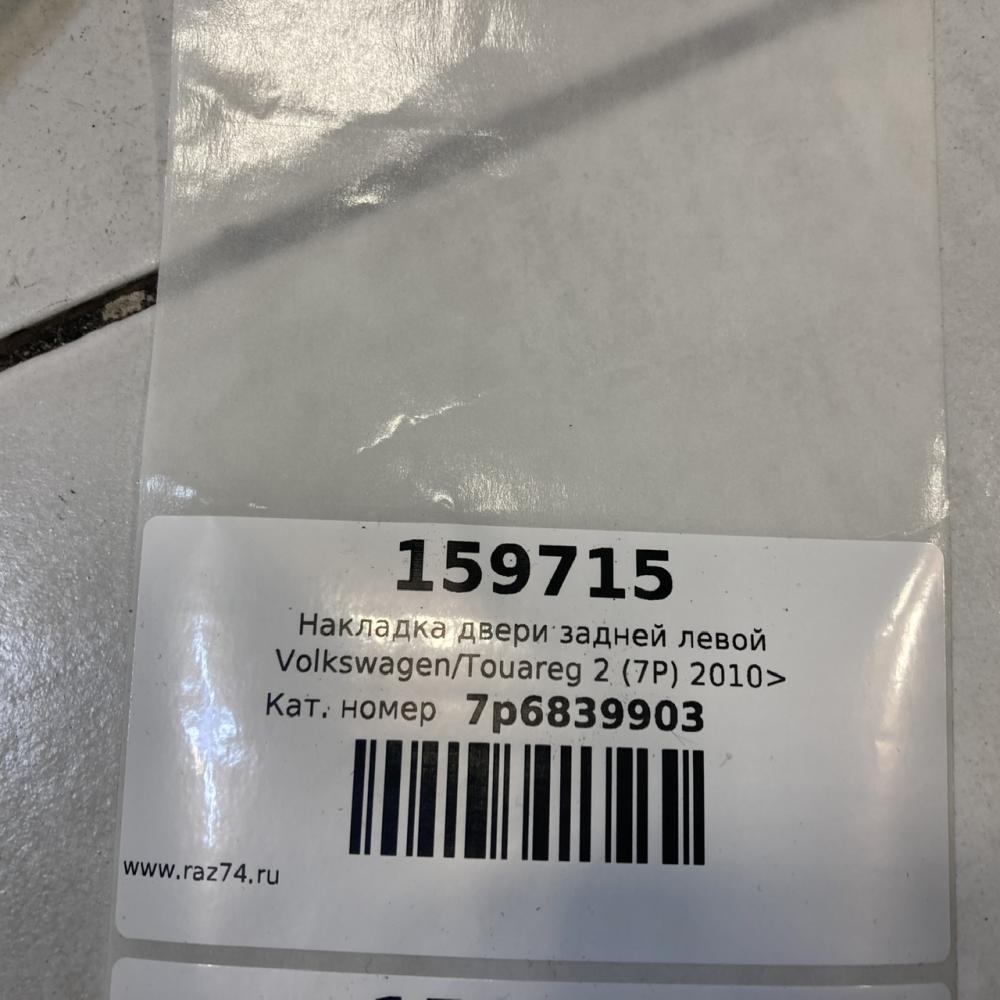 159715
Накладка двери задней левой
Volkswagen/Touareg 2 (7P) 2010>
Кат. номер 7p6839903
www.raz74.ru